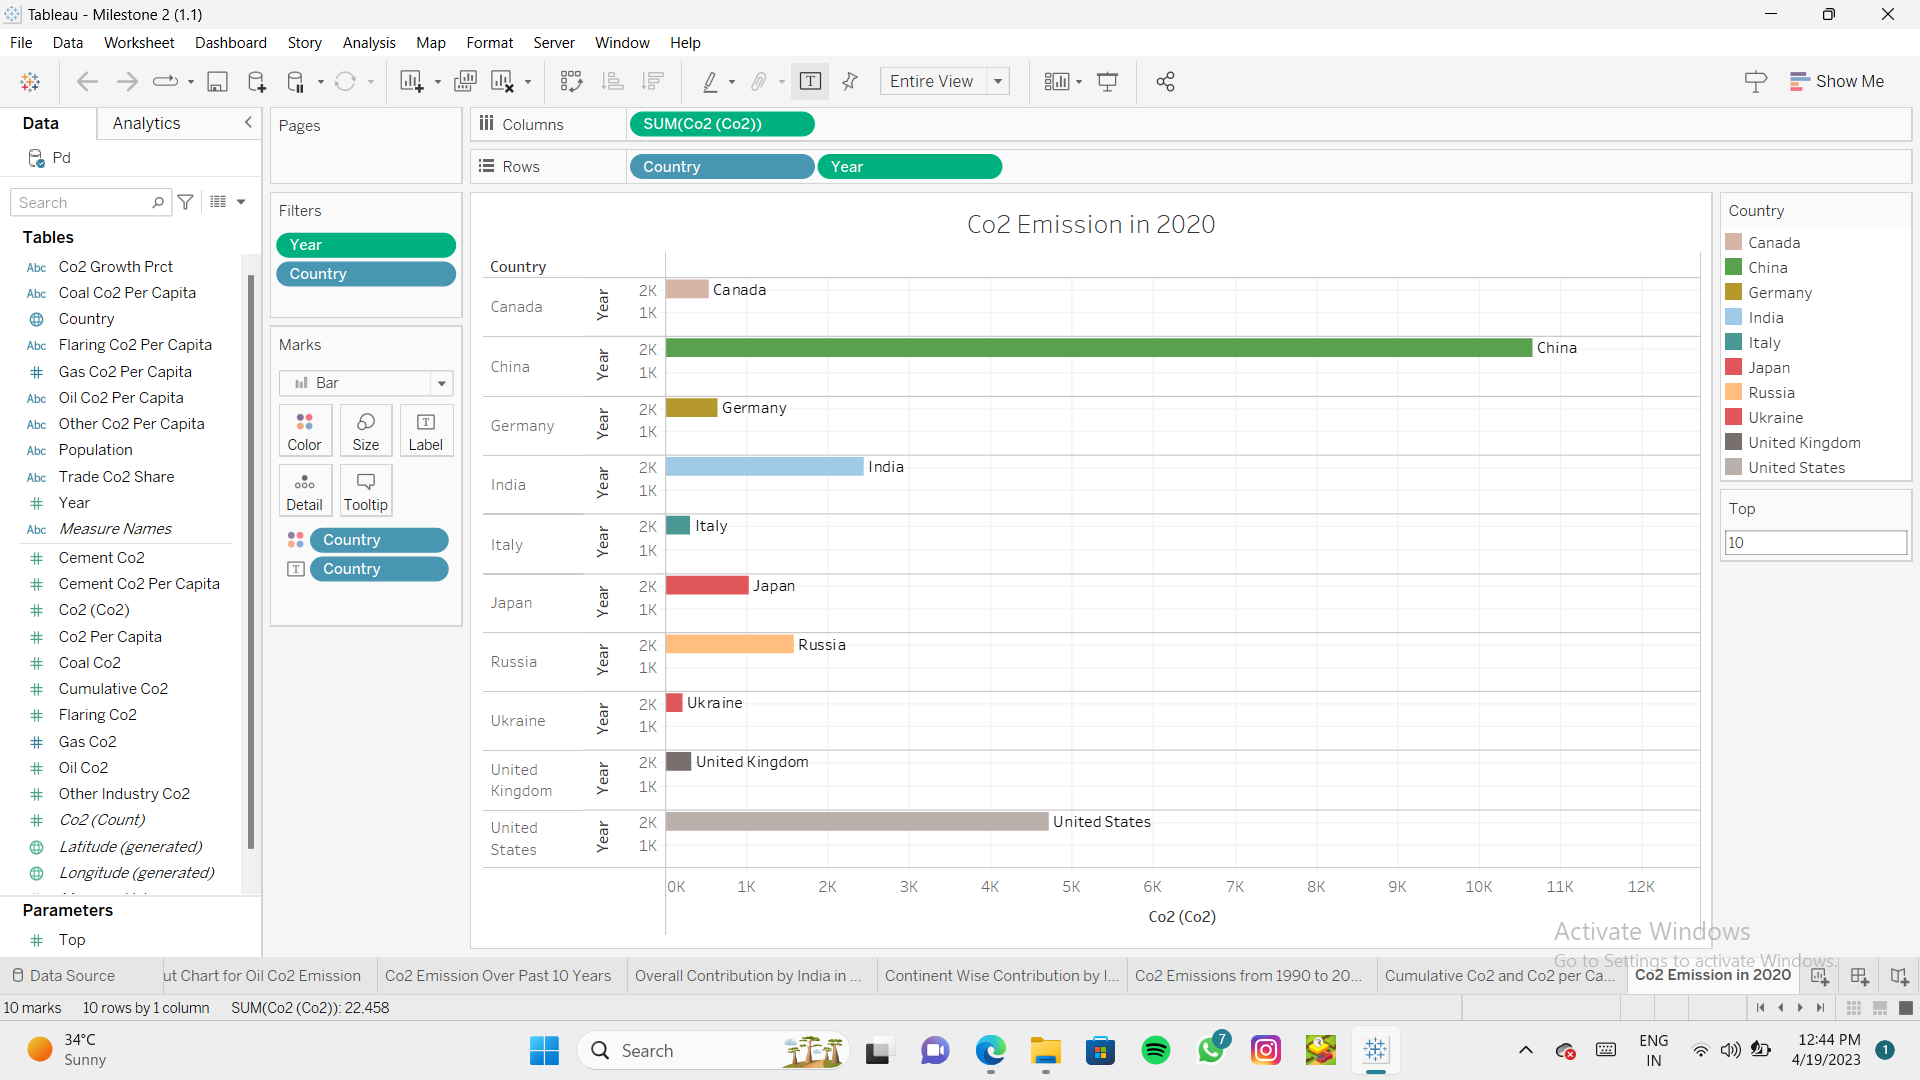 Tableau - Milestone 2 (1.1)
File Data Worksheet Dashboard Story Analysis Map Format Server Window Help
Entire View
Show Me
Data Analytics
Pd
Search
Tables
Abc Co2 Growth Prct
Abc Coal Co2 Per Capita
Country
Abc Flaring Co2 Per Capita
# Gas Co2 Per Capita
Abc Oil Co2 Per Capita
Abc Other Co2 Per Capita
Abc Population
Abc Trade Co2 Share
# Year
Abc Measure Names
# Cement Co2
# Cement Co2 Per Capita
# Co2 (Co2)
# Co2 Per Capita
# Coal Co2
# Cumulative Co2
# Flaring Co2
# Gas Co2
# Oil Co2
# Other Industry Co2
# Co2 (Count)
Latitude (generated)
Longitude (generated)
Parameters
# Top
Pages
Filters
Year
Country
Marks
Bar
Color Size Label
Detail Tooltip
Country
Country
Columns SUM(Co2 (Co2))
Rows Country Year
Co2 Emission in 2020
Country
Canada Year 2K 1K Canada
China Year 2K 1K China
Germany Year 2K 1K Germany
India Year 2K 1K India
Italy Year 2K 1K Italy
Japan Year 2K 1K Japan
Russia Year 2K 1K Russia
Ukraine Year 2K 1K Ukraine
United Kingdom Year 2K 1K United Kingdom
United States Year 2K 1K United States
0K 1K 2K 3K 4K 5K 6K 7K 8K 9K 10K 11K 12K
Co2 (Co2)
Country
Canada
China
Germany
India
Italy
Japan
Russia
Ukraine
United Kingdom
United States
Top
10
Activate Windows
Go to Settings to activate Windows.
Data Source ut Chart for Oil Co2 Emission Co2 Emission Over Past 10 Years Overall Contribution by India in ... Continent Wise Contribution by I... Co2 Emissions from 1990 to 20... Cumulative Co2 and Co2 per Ca... Co2 Emission in 2020
10 marks 10 rows by 1 column SUM(Co2 (Co2)): 22,458
34°C
Sunny
Search
7
ENG
IN
12:44 PM
4/19/2023
1